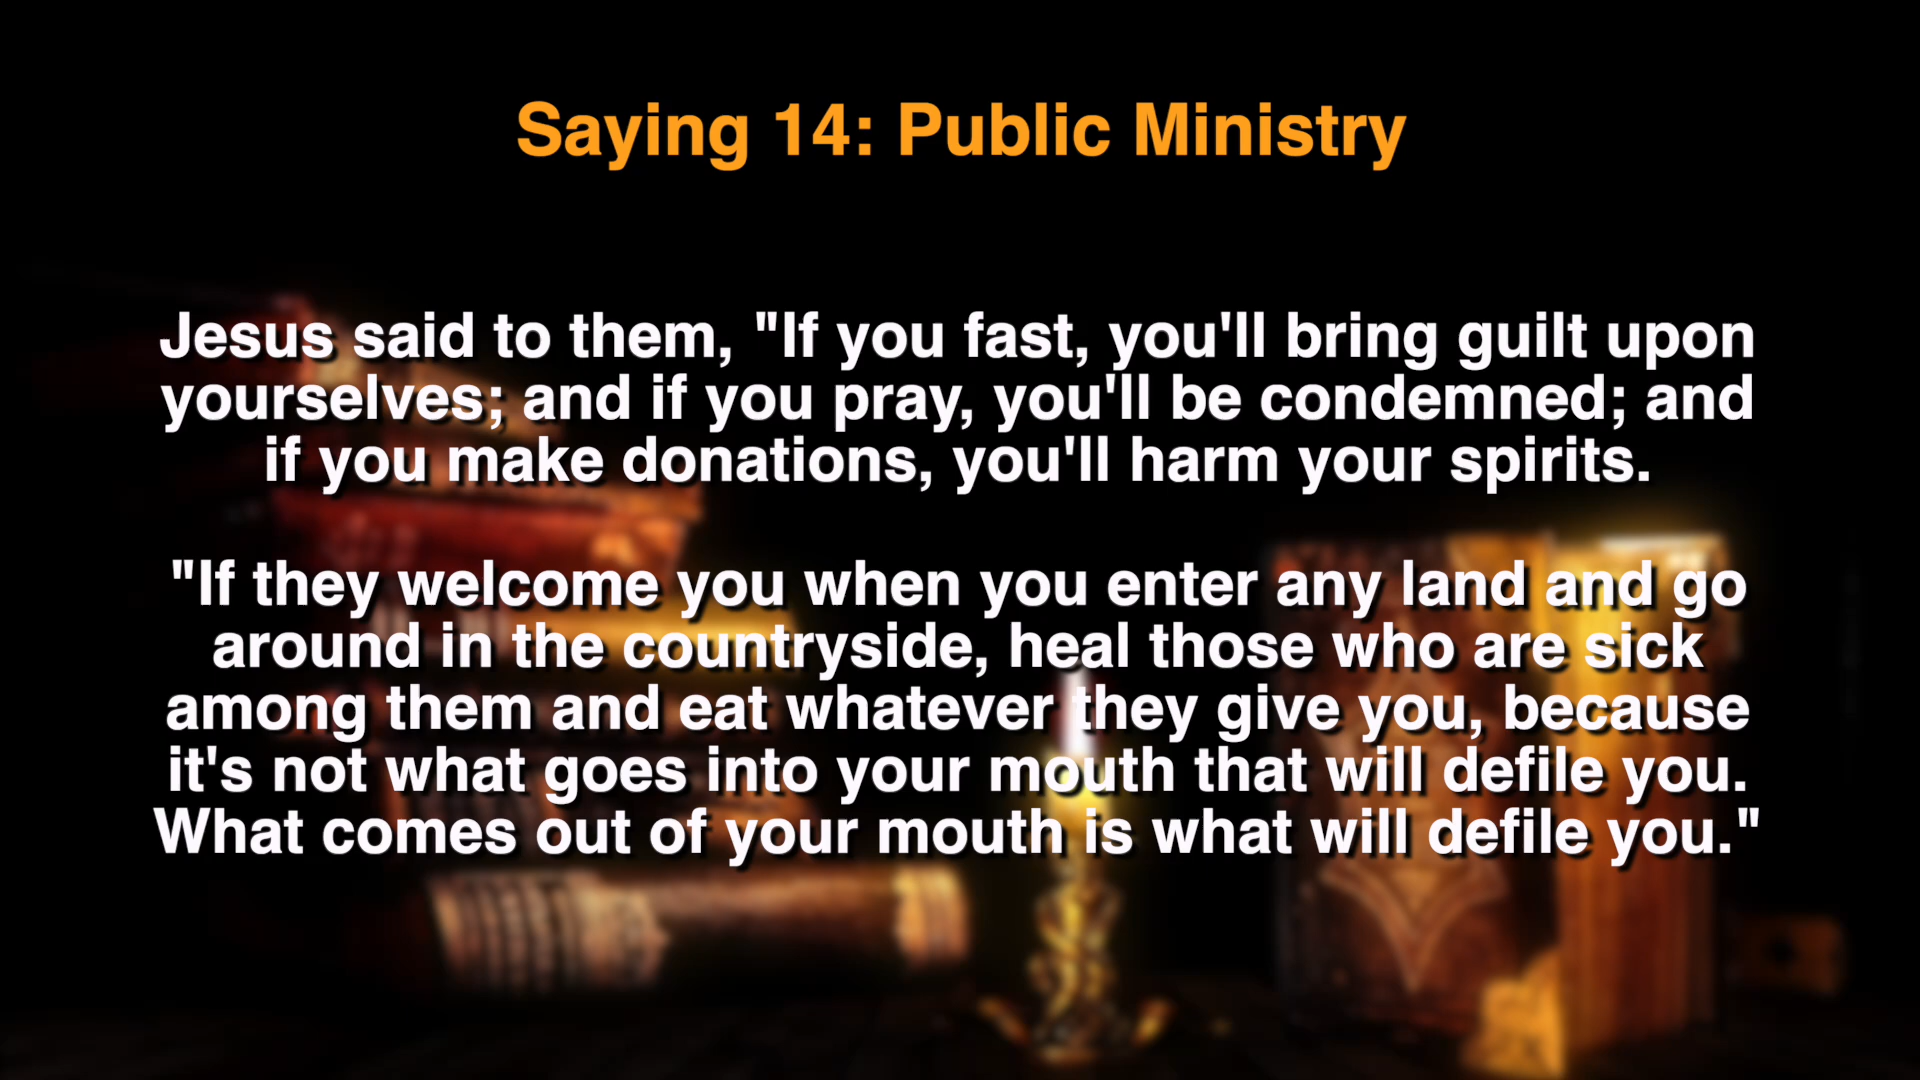 Saying 14: Public Ministry
Jesus said to them, "If you fast, you'll bring guilt upon
yourselves; and if you pray, you'll be condemned; and
if you make donations, you'll harm your spirits.
"If they welcome you when you enter any land and go
around in the countryside, heal those who are sick
among them and eat whatever they give you, because
it's not what goes into your mouth that will defile you.
What comes out of your mouth is what will defile you."